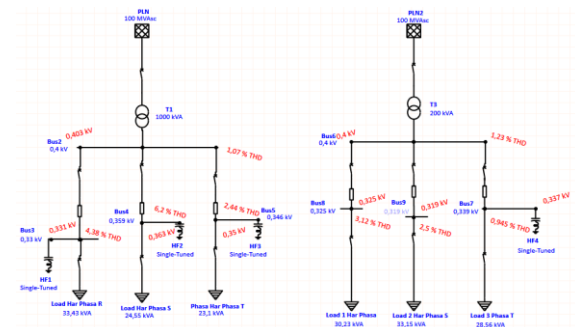 PLN
100 MVAsc
T1
1000 kVA
Bus2
0,403 kV
0,4 kV
1,07 % THD
6,2 % THD
2,44 % THD
0,359 kV
Bus5
0,346 kV
Bus3
0,33 kV
0,331 kV
4,38 % THD
0,363 kV
HF2
Single-Tuned
0,35 kV
HF3
Single-Tuned
HF1
Single-Tuned
Load Har Phasa R
33,43 kVA
Load Har Phasa S
24,55 kVA
Phasa Har Phasa T
23,1 kVA
PLN2
100 MVAsc
T3
200 kVA
Bus6
0,4 kV
0,4 kV
1,23 % THD
Bus8
0,325 kV
0,325 kV
3,12 % THD
Bus9
0,319 kV
0,319 kV
2,5 % THD
Bus7
0,339 kV
0,337 kV
0,945 % THD
HF4
Single-Tuned
Load 1 Har Phasa
30,23 kVA
Load 2 Har Phasa S
33,15 kVA
Load 3 Phasa T
28,56 kVA